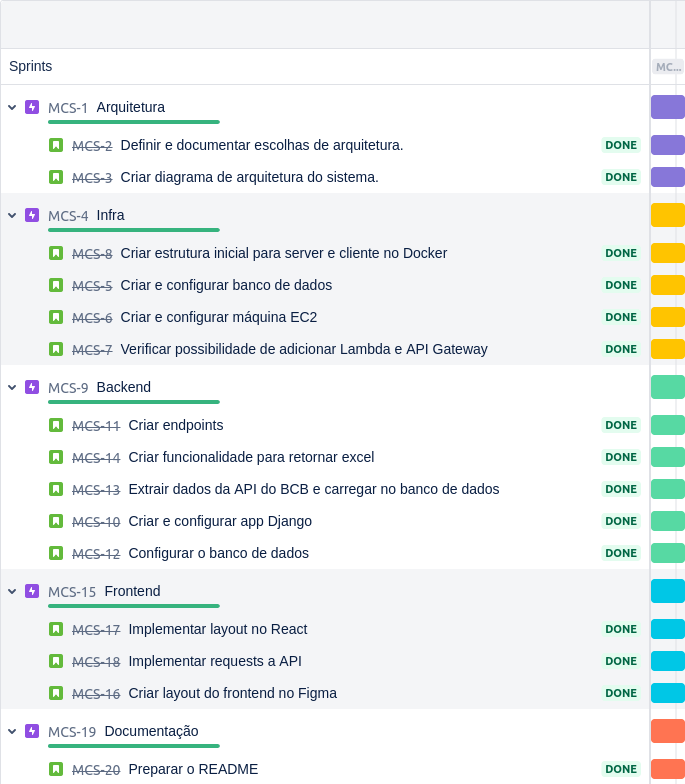 Sprints
MC...
MCS-1 Arquitetura
MCS-2 Definir e documentar escolhas de arquitetura. DONE
MCS-3 Criar diagrama de arquitetura do sistema. DONE
MCS-4 Infra
MCS-8 Criar estrutura inicial para server e cliente no Docker DONE
MCS-5 Criar e configurar banco de dados DONE
MCS-6 Criar e configurar máquina EC2 DONE
MCS-7 Verificar possibilidade de adicionar Lambda e API Gateway DONE
MCS-9 Backend
MCS-11 Criar endpoints DONE
MCS-14 Criar funcionalidade para retornar excel DONE
MCS-13 Extrair dados da API do BCB e carregar no banco de dados DONE
MCS-10 Criar e configurar app Django DONE
MCS-12 Configurar o banco de dados DONE
MCS-15 Frontend
MCS-17 Implementar layout no React DONE
MCS-18 Implementar requests a API DONE
MCS-16 Criar layout do frontend no Figma DONE
MCS-19 Documentação
MCS-20 Preparar o README DONE